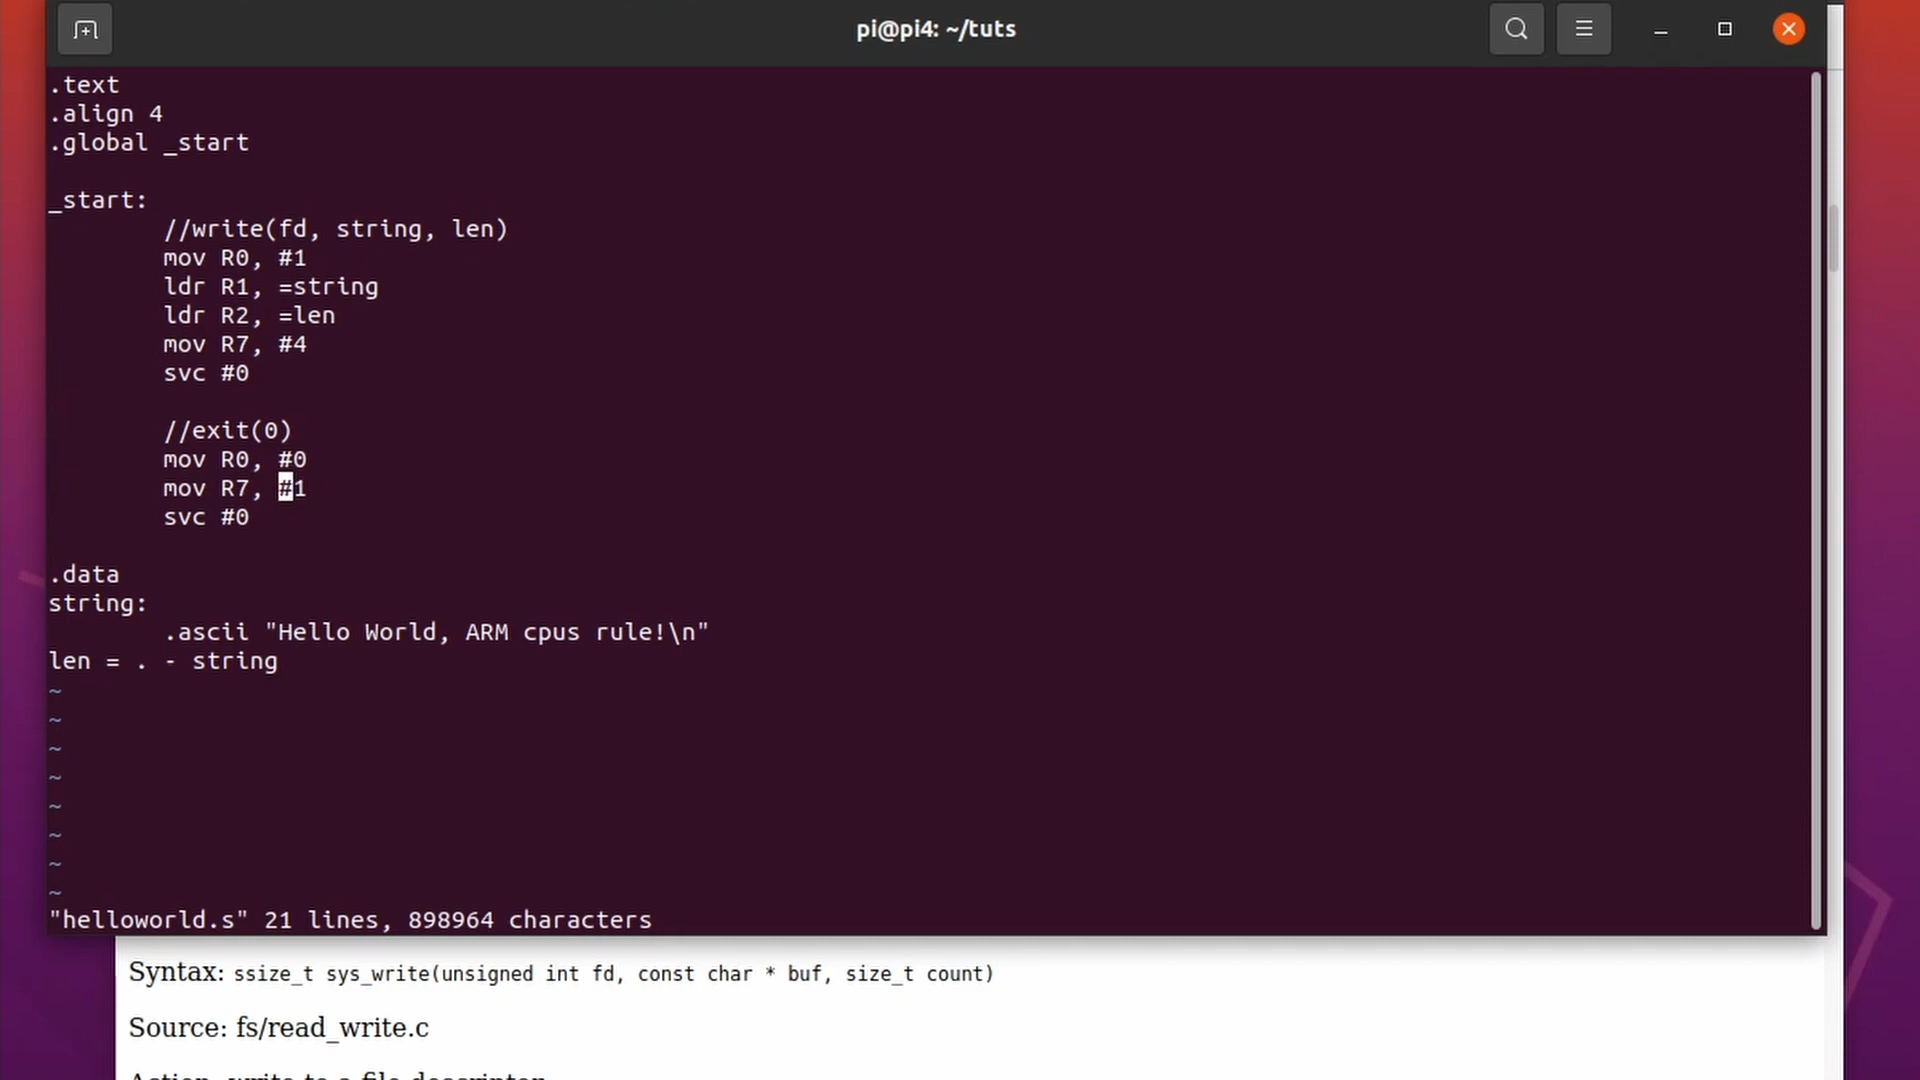 pi@pi4: ~/tuts
.text
.align 4
.global _start
_start:
//write(fd, string, len)
mov R0, #1
ldr R1, =string
ldr R2, =len
mov R7, #4
svc #0
//exit(0)
mov R0, #0
mov R7, #1
svc #0
.data
string:
.ascii "Hello World, ARM cpus rule!\n"
len = . - string
~
~
~
~
~
~
~
~
"helloworld.s" 21 lines, 898964 characters
Syntax: ssize_t sys_write(unsigned int fd, const char * buf, size_t count)
Source: fs/read_write.c
Action: write to a file descriptor